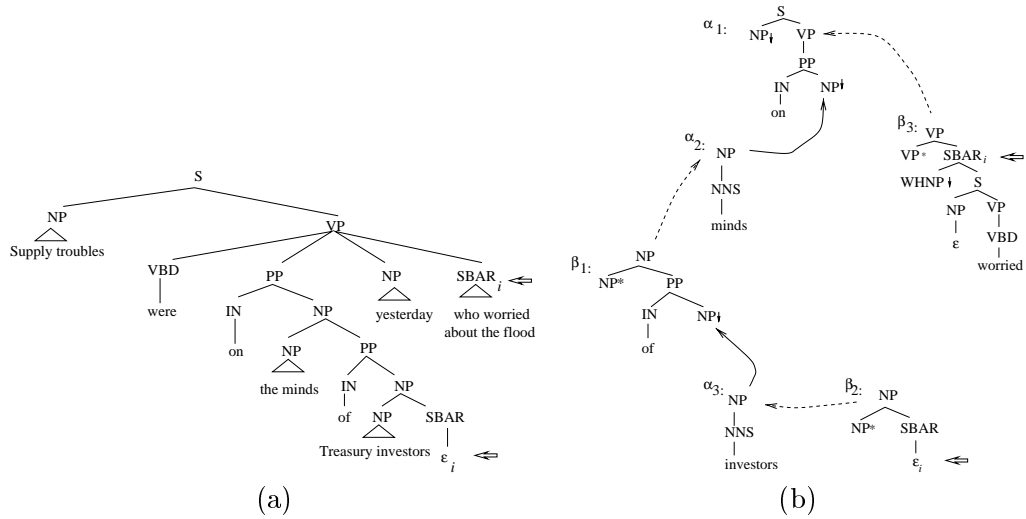 S
NP VP
Supply troubles
VBD PP NP SBAR i
were IN NP yesterday who worried
about the flood
on NP PP
the minds IN NP
of NP SBAR
Treasury investors ε i
(a)
α 1: S
NP↓ VP
PP
IN NP↓
on
α 2: NP
NNS
minds
β 3: VP
VP* SBAR i
WHNP↓ S
NP VP
ε VBD
worried
β 1: NP
NP* PP
IN NP↓
of
α 3: NP
NNS
investors
β 2: NP
NP* SBAR
ε i
(b)